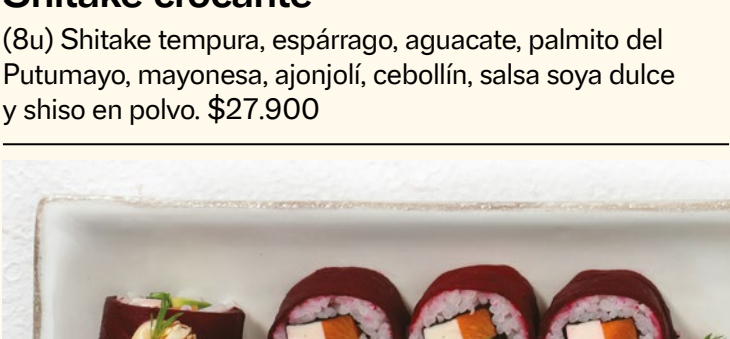 Shitake crocante
(8u) Shitake tempura, espárrago, aguacate, palmito del
Putumayo, mayonesa, ajonjolí, cebollín, salsa soya dulce
y shiso en polvo. $27.900